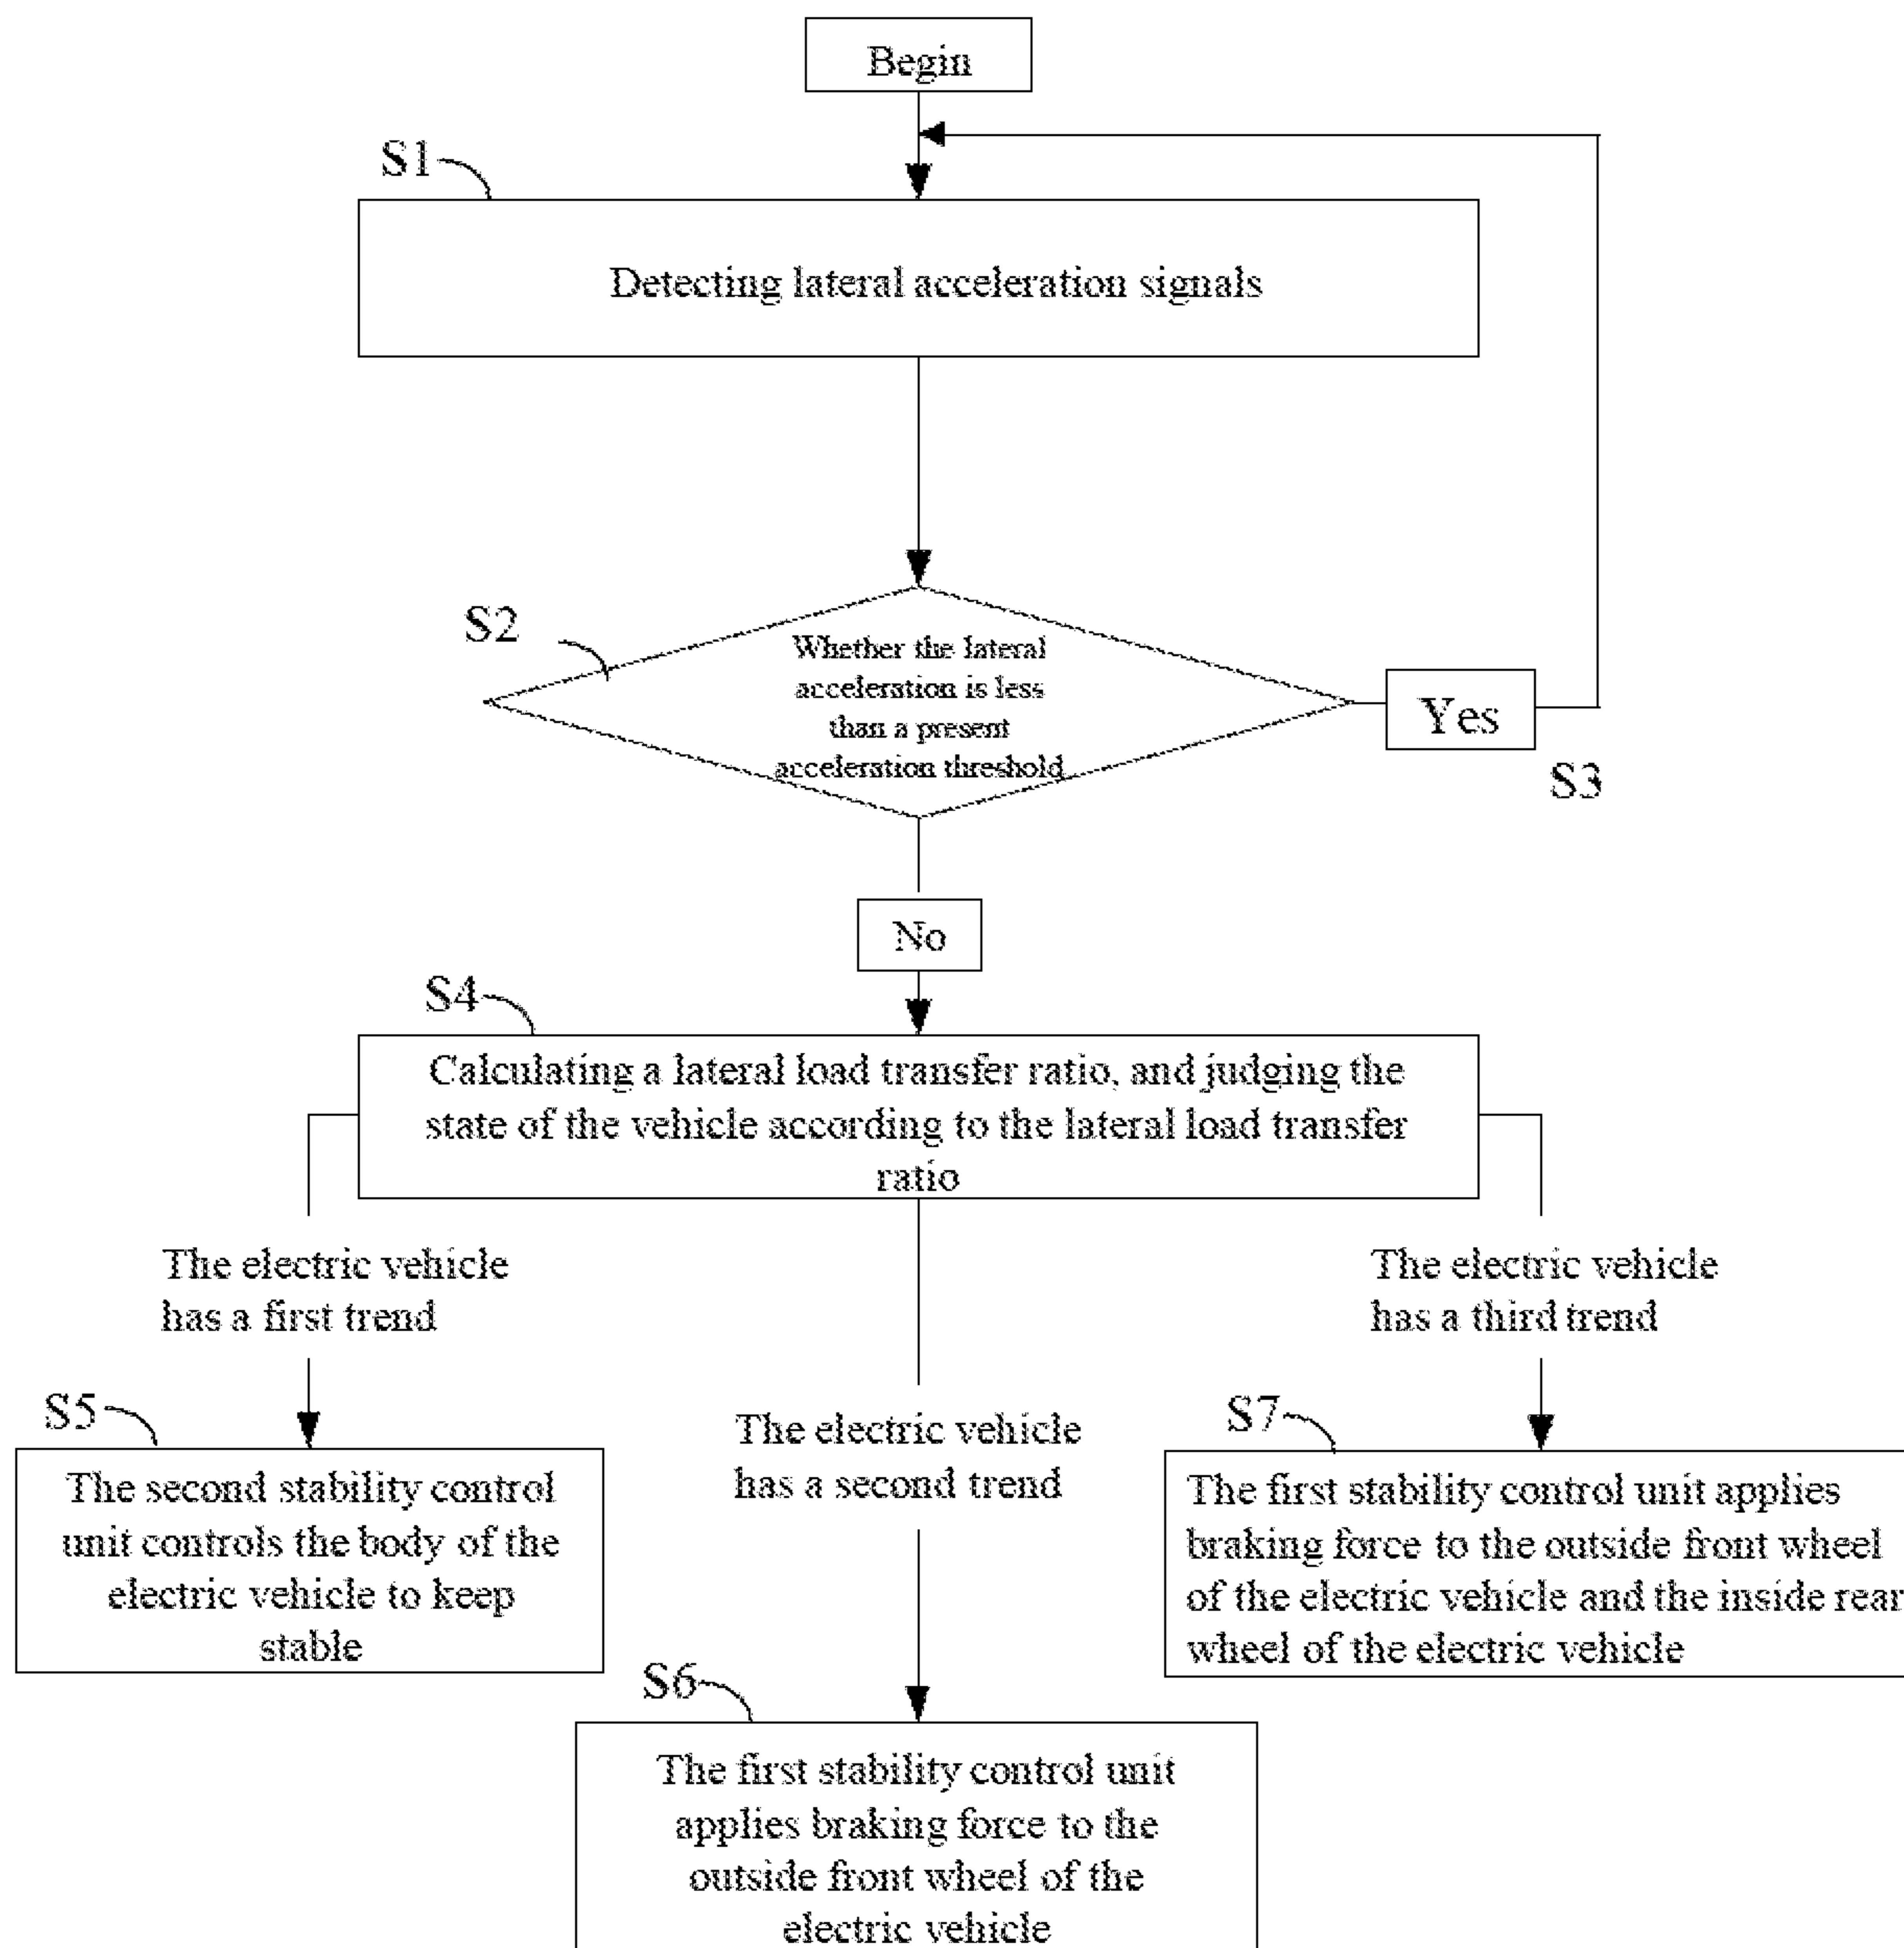 Begin
S1
Detecting lateral acceleration signals
S2
Whether the lateral
acceleration is less
than a present
acceleration threshold
Yes
S3
No
S4
Calculating a lateral load transfer ratio, and judging the
state of the vehicle according to the lateral load transfer
ratio
The electric vehicle
has a first trend
The electric vehicle
has a second trend
The electric vehicle
has a third trend
S5
The second stability control
unit controls the body of the
electric vehicle to keep
stable
S6
The first stability control unit
applies braking force to the
outside front wheel of the
electric vehicle
S7
The first stability control unit applies
braking force to the outside front wheel
of the electric vehicle and the inside rear
wheel of the electric vehicle